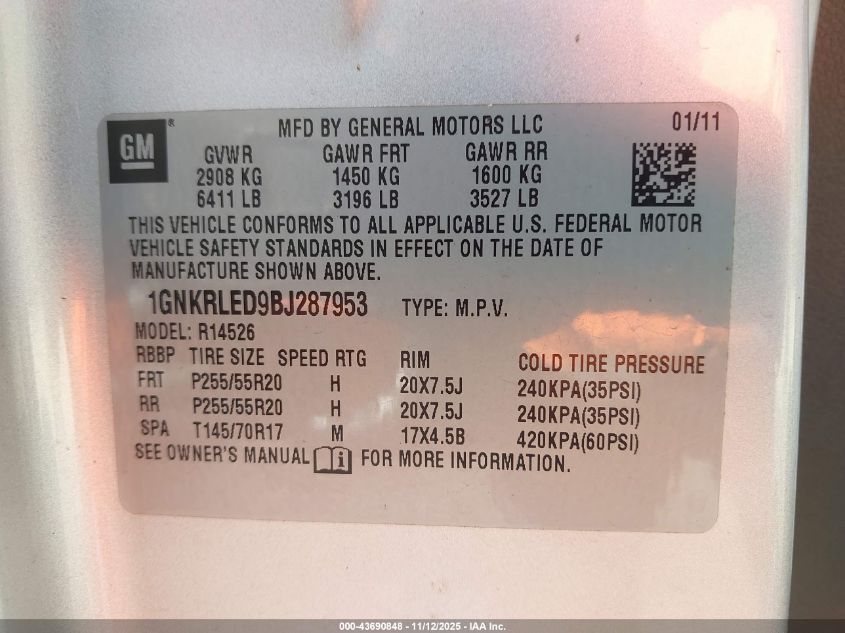 GM ® MFD BY GENERAL MOTORS LLC 01/11
GVWR GAWR FRT GAWR RR
2908 KG 1450 KG 1600 KG
6411 LB 3196 LB 3527 LB
THIS VEHICLE CONFORMS TO ALL APPLICABLE U.S. FEDERAL MOTOR
VEHICLE SAFETY STANDARDS IN EFFECT ON THE DATE OF
MANUFACTURE SHOWN ABOVE.
1GNKRLED9BJ287953 TYPE: M.P.V.
MODEL: R14526
RBBP TIRE SIZE SPEED RTG RIM COLD TIRE PRESSURE
FRT P255/55R20 H 20X7.5J 240KPA(35PSI)
RR P255/55R20 H 20X7.5J 240KPA(35PSI)
SPA T145/70R17 M 17X4.5B 420KPA(60PSI)
SEE OWNER'S MANUAL i FOR MORE INFORMATION.
000-43690848 - 11/12/2025 - IAA Inc.